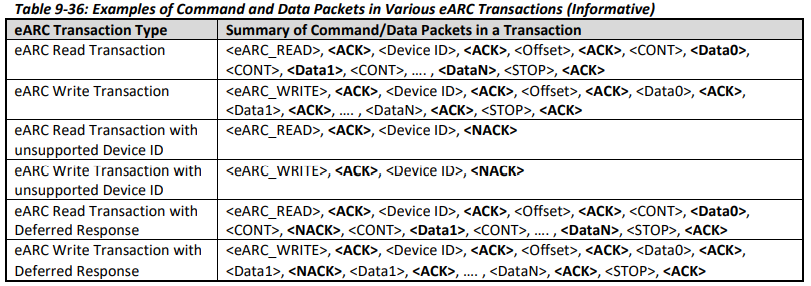 Table 9-36: Examples of Command and Data Packets in Various eARC Transactions (Informative)
eARC Transaction Type
Summary of Command/Data Packets in a Transaction
eARC Read Transaction
<eARC_READ>, <ACK>, <Device ID>, <ACK>, <Offset>, <ACK>, <CONT>, <Data0>,
<CONT>, <Data1>, <CONT>, .... , <DataN>, <STOP>, <ACK>
eARC Write Transaction
<eARC_WRITE>, <ACK>, <Device ID>, <ACK>, <Offset>, <ACK>, <Data0>, <ACK>,
<Data1>, <ACK>, .... , <DataN>, <ACK>, <STOP>, <ACK>
eARC Read Transaction with
unsupported Device ID
<eARC_READ>, <ACK>, <Device ID>, <NACK>
eARC Write Transaction with
unsupported Device ID
<eARC_WRITE>, <ACK>, <Device ID>, <NACK>
eARC Read Transaction with
Deferred Response
<eARC_READ>, <ACK>, <Device ID>, <ACK>, <Offset>, <ACK>, <CONT>, <Data0>,
<CONT>, <NACK>, <CONT>, <Data1>, <CONT>, .... , <DataN>, <STOP>, <ACK>
eARC Write Transaction with
Deferred Response
<eARC_WRITE>, <ACK>, <Device ID>, <ACK>, <Offset>, <ACK>, <Data0>, <ACK>,
<Data1>, <NACK>, <Data1>, <ACK>, .... , <DataN>, <ACK>, <STOP>, <ACK>